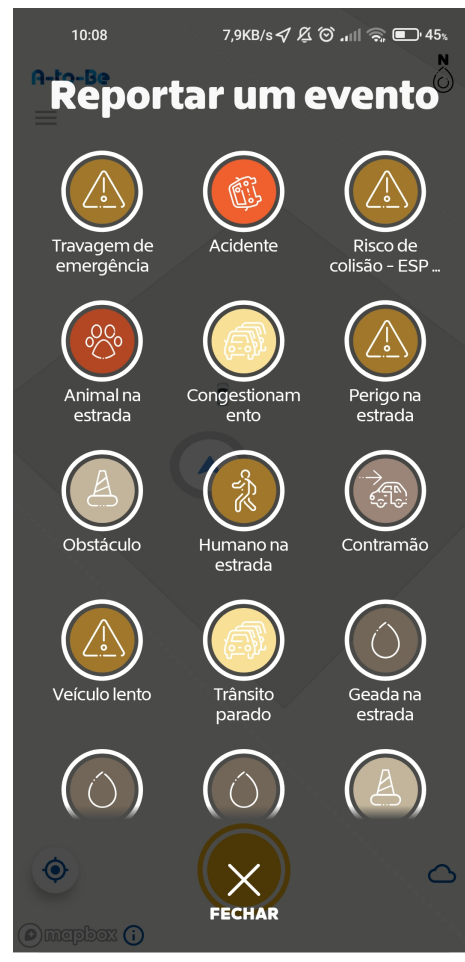 10:08
7,9KB/s 45%
A-to-Be
N
Reportar um evento
Travagem de
emergência
Acidente
Risco de
colisão – ESP ...
Animal na
estrada
Congestionam
ento
Perigo na
estrada
Obstáculo
Humano na
estrada
Contramão
Veículo lento
Trânsito
parado
Geada na
estrada
FECHAR
mapbox